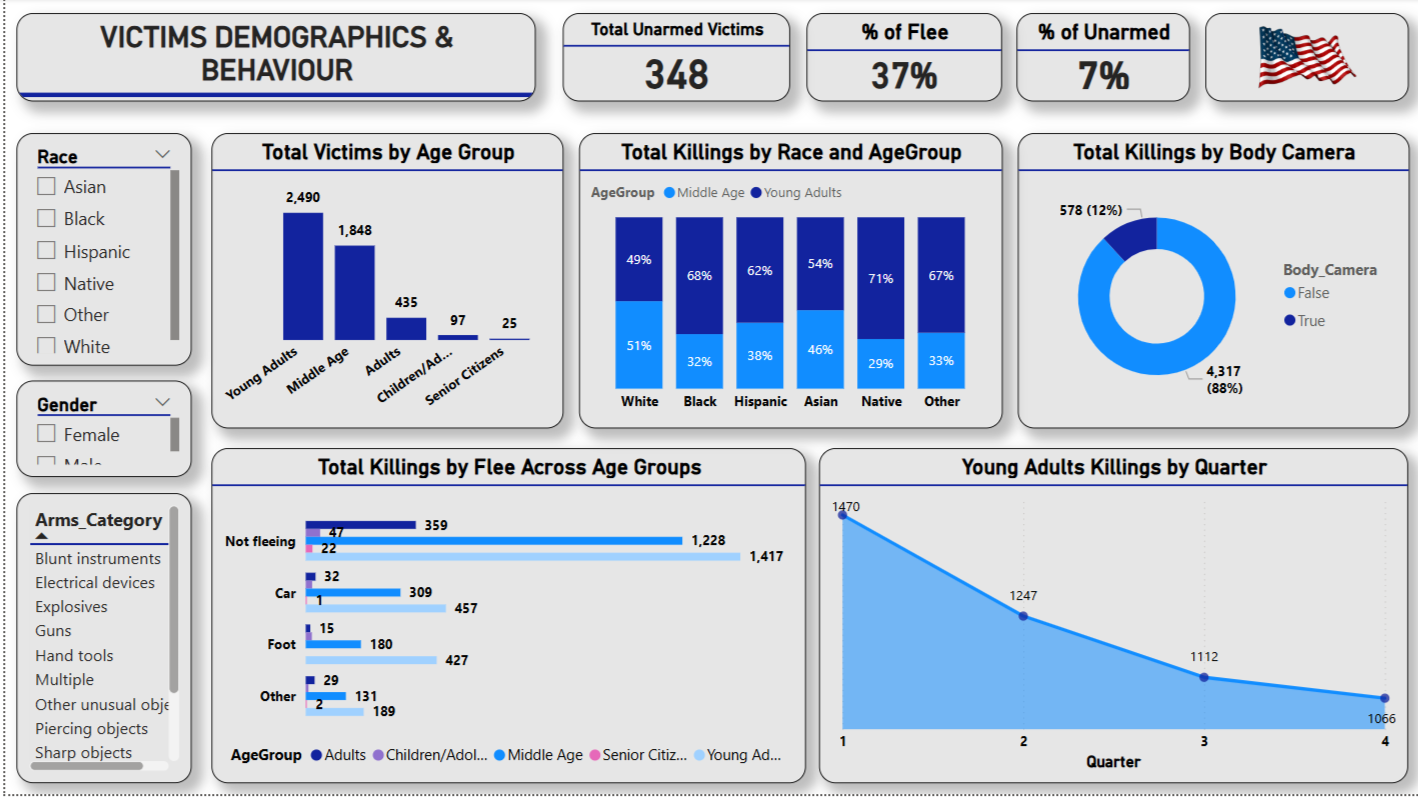 VICTIMS DEMOGRAPHICS &
BEHAVIOUR
Total Unarmed Victims
348
% of Flee
37%
% of Unarmed
7%
Race
Asian
Black
Hispanic
Native
Other
White
Gender
Female
Male
Arms_Category
Blunt instruments
Electrical devices
Explosives
Guns
Hand tools
Multiple
Other unusual obje
Piercing objects
Sharp objects
Total Victims by Age Group
2,490
1,848
435
97
25
Young Adults
Middle Age
Adults
Children/Ad...
Senior Citizens
Total Killings by Race and AgeGroup
AgeGroup Middle Age Young Adults
49% 68% 62% 54% 71% 67%
51% 32% 38% 46% 29% 33%
White Black Hispanic Asian Native Other
Total Killings by Body Camera
578 (12%)
4,317
(88%)
Body_Camera
False
True
Total Killings by Flee Across Age Groups
Not fleeing
359
47
1,228
22
1,417
Car
32
309
1
457
Foot
15
180
427
Other
29
131
2
189
AgeGroup Adults Children/Adol... Middle Age Senior Citiz... Young Ad...
Young Adults Killings by Quarter
1470
1247
1112
1066
1 2 3 4
Quarter